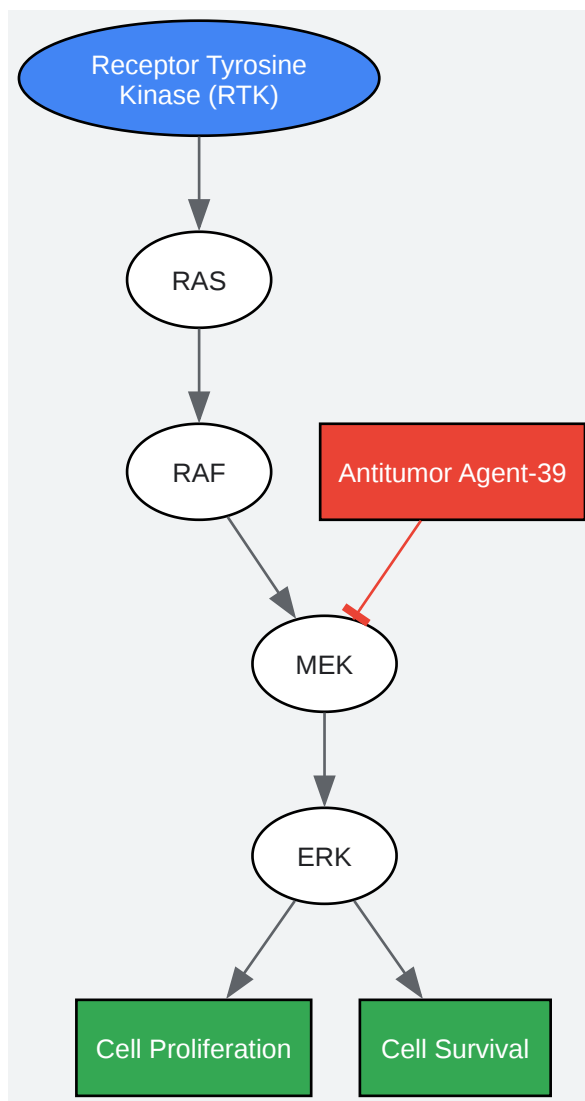 Receptor Tyrosine
Kinase (RTK)
RAS
RAF
Antitumor Agent-39
MEK
ERK
Cell Proliferation
Cell Survival